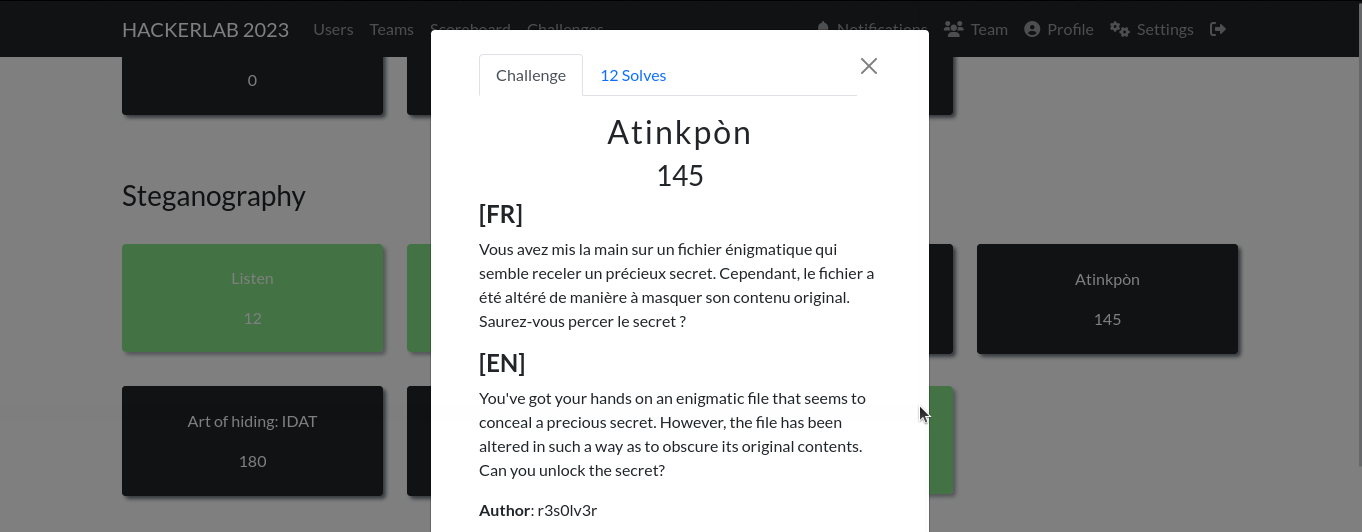 HACKERLAB 2023 Users Teams Scoreboard Challenges Notifications Team Profile Settings
0
Challenge 12 Solves
Atinkpòn
145
Steganography
[FR]
Vous avez mis la main sur un fichier énigmatique qui
semble receler un précieux secret. Cependant, le fichier a
été altéré de manière à masquer son contenu original.
Saurez-vous percer le secret ?
[EN]
You've got your hands on an enigmatic file that seems to
conceal a precious secret. However, the file has been
altered in such a way as to obscure its original contents.
Can you unlock the secret?
Author: r3s0lv3r
Listen
12
Atinkpòn
145
Art of hiding: IDAT
180